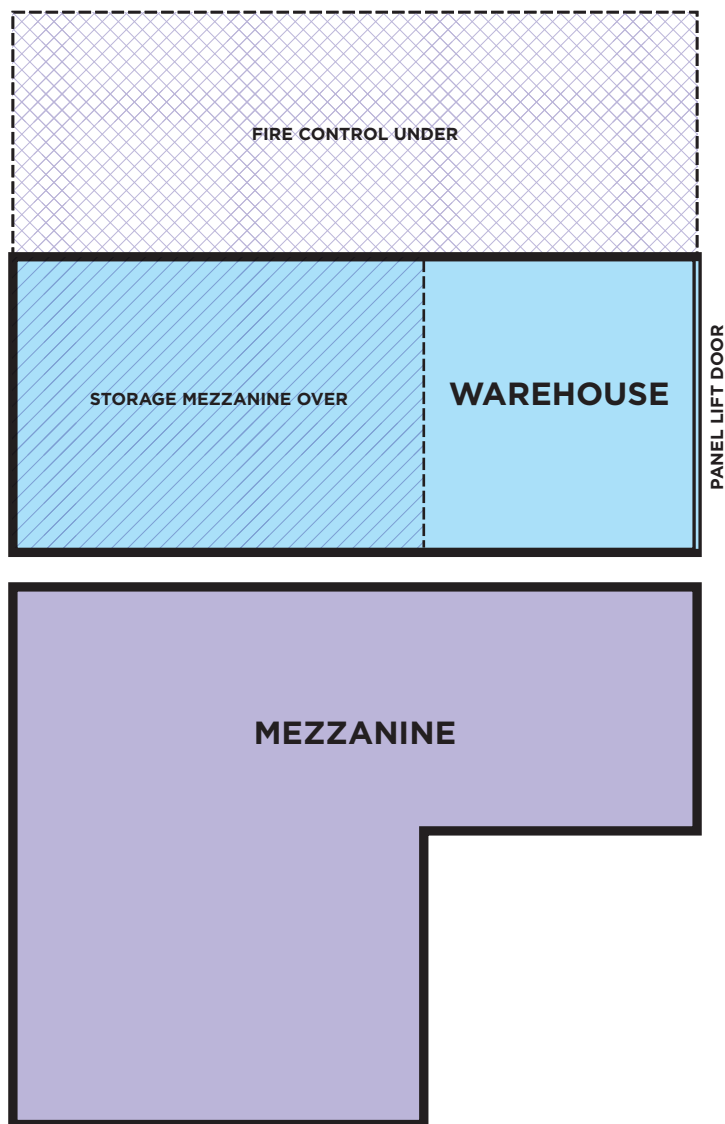 FIRE CONTROL UNDER
STORAGE MEZZANINE OVER
WAREHOUSE
PANEL LIFT DOOR
MEZZANINE